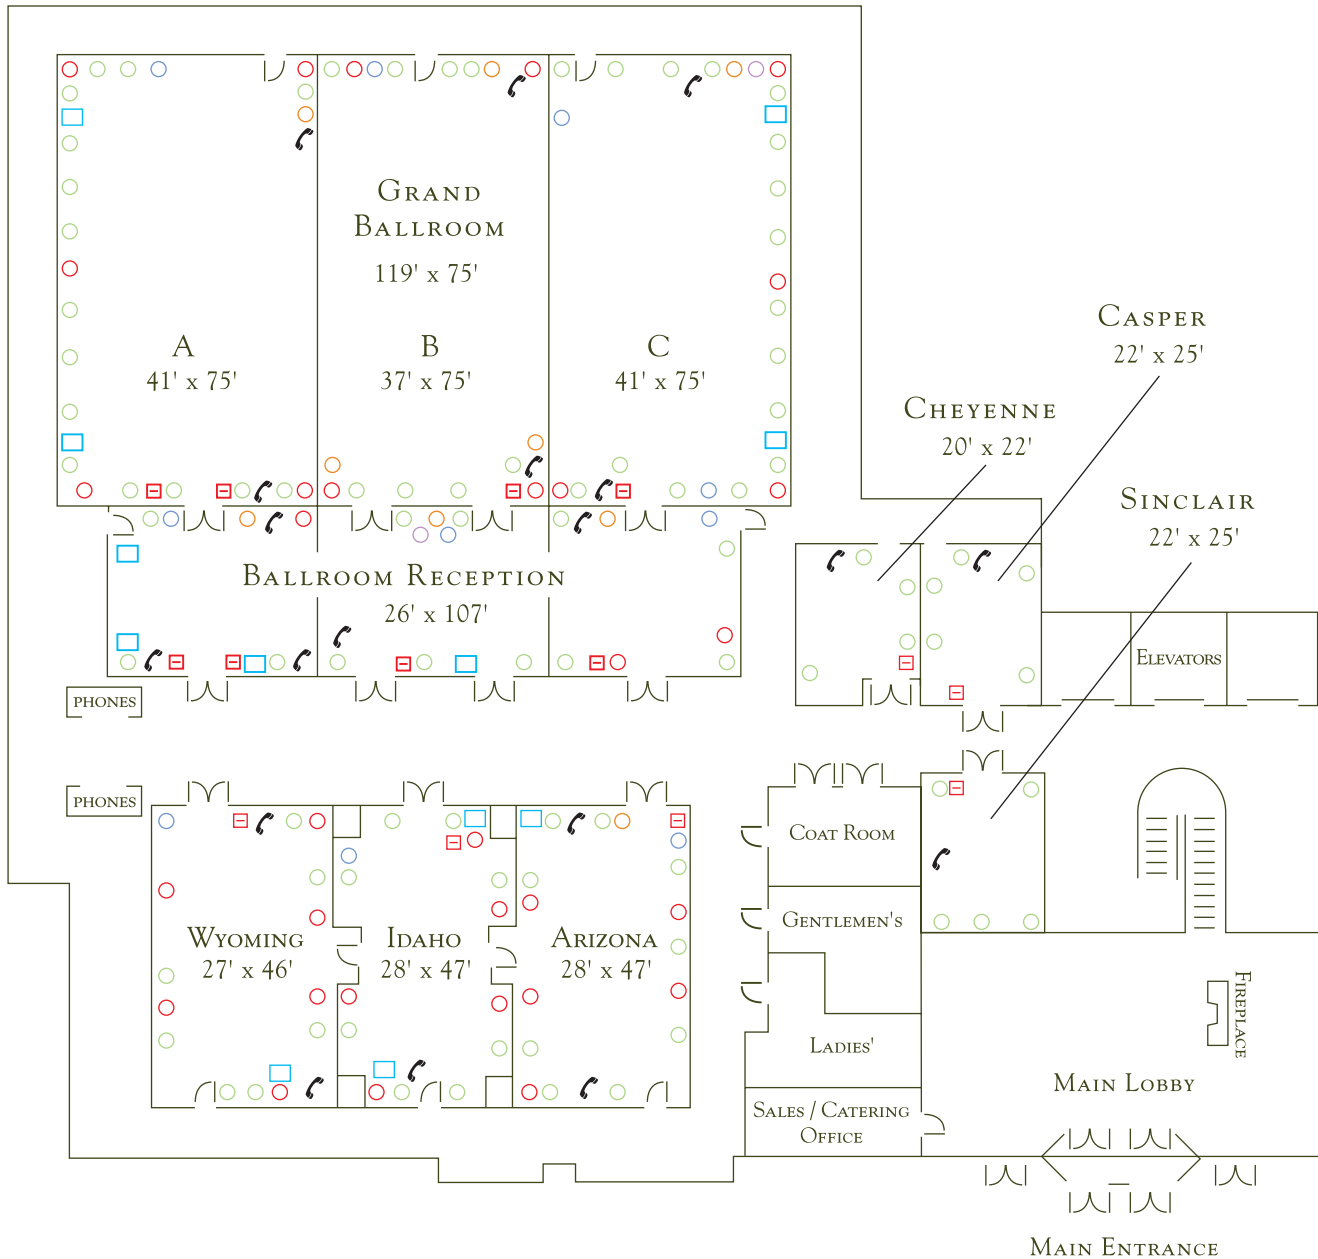 Grand
Ballroom
119' x 75'
A
41' x 75'
B
37' x 75'
C
41' x 75'
Casper
22' x 25'
Cheyenne
20' x 22'
Sinclair
22' x 25'
Ballroom Reception
26' x 107'
Elevators
PHONES
PHONES
Coat Room
Gentlemen's
Wyoming
27' x 46'
Idaho
28' x 47'
Arizona
28' x 47'
Fireplace
Ladies'
Main Lobby
Sales / Catering
Office
Main Entrance